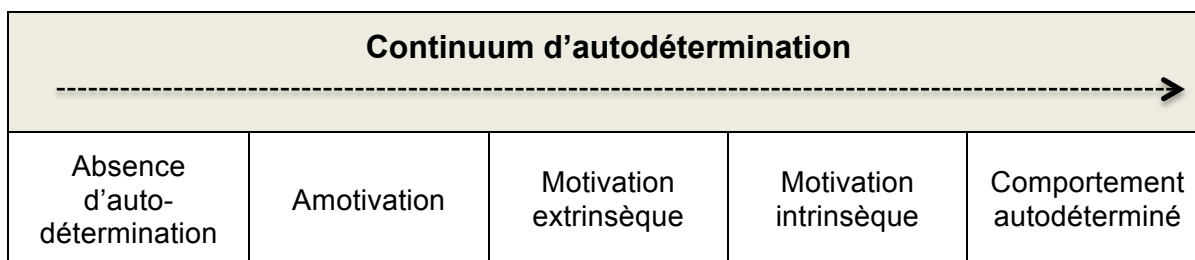 Continuum d’autodétermination
Absence
d’auto-
détermination
Amotivation
Motivation
extrinsèque
Motivation
intrinsèque
Comportement
autodéterminé